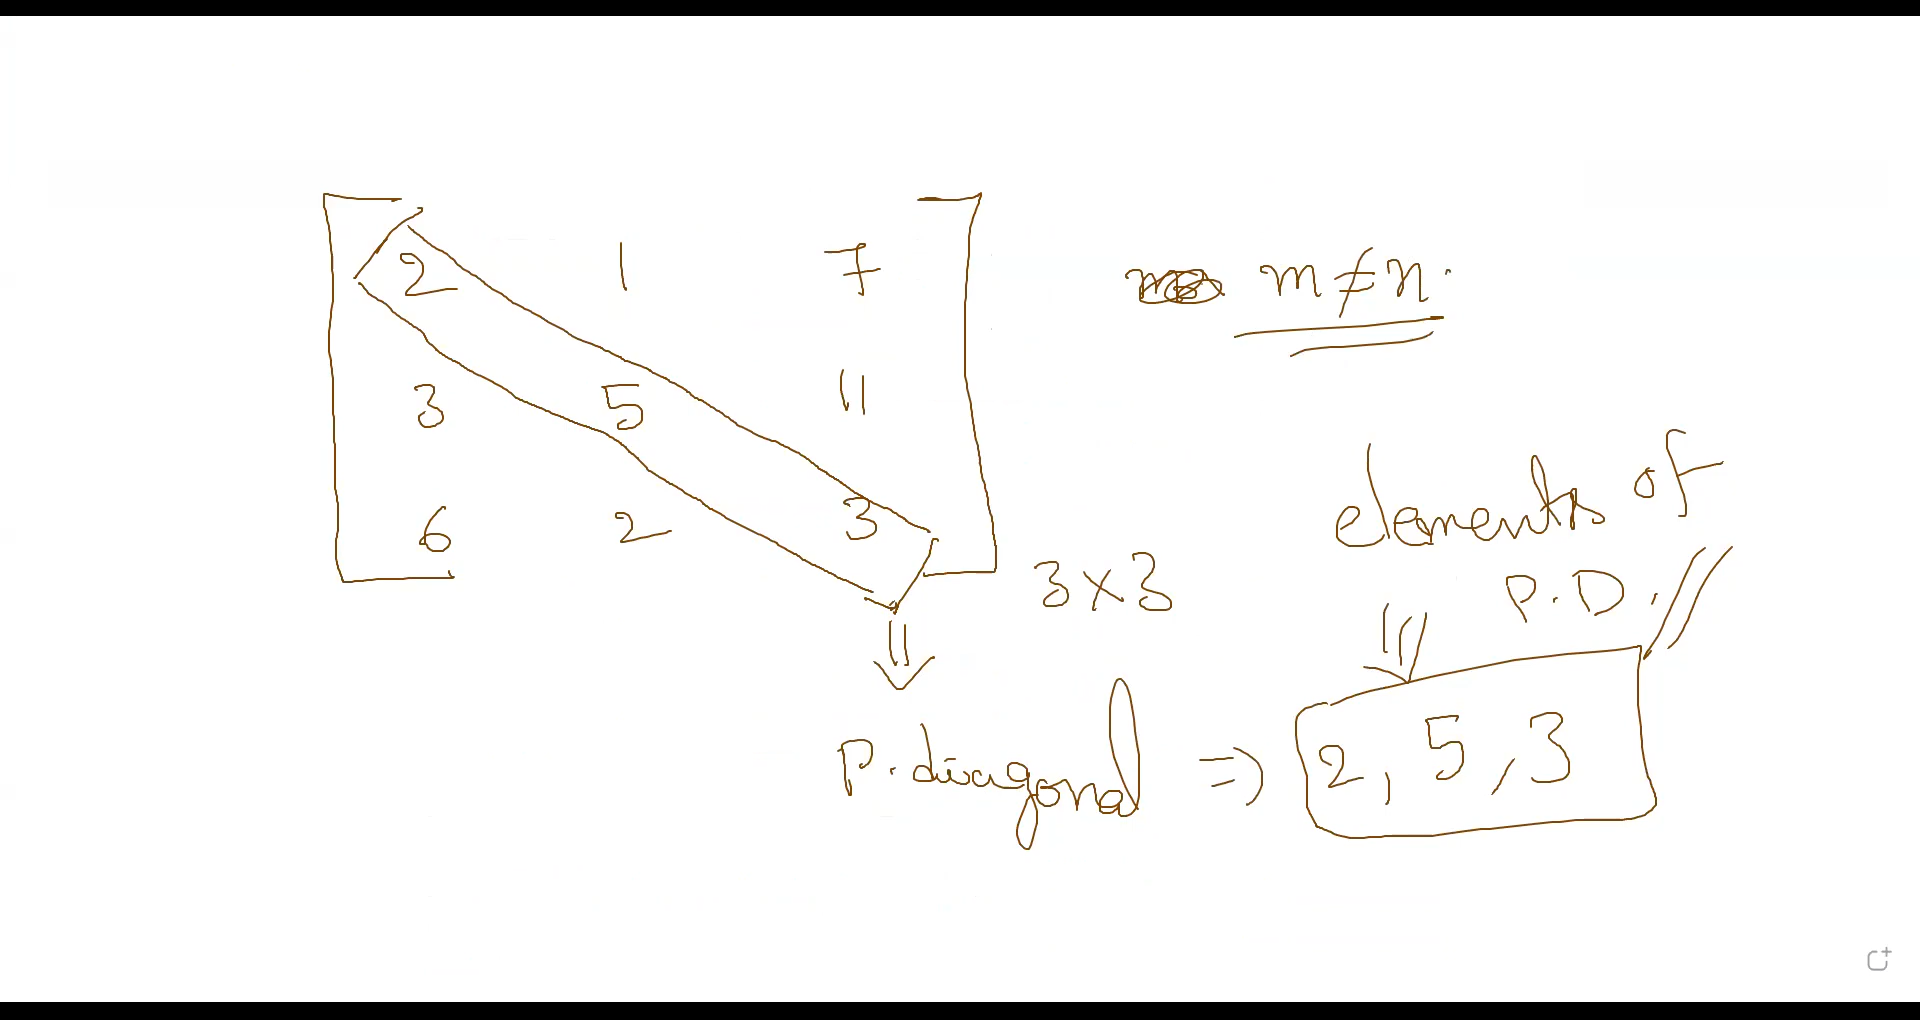 2 1 7
m ≠ n.
3 5 11
elements of
6 2 3
3 x 3
P. D.
P. diagonal => 2, 5, 3